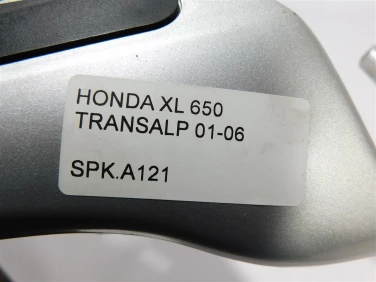 HONDA XL 650
TRANSALP 01-06
SPK.A121